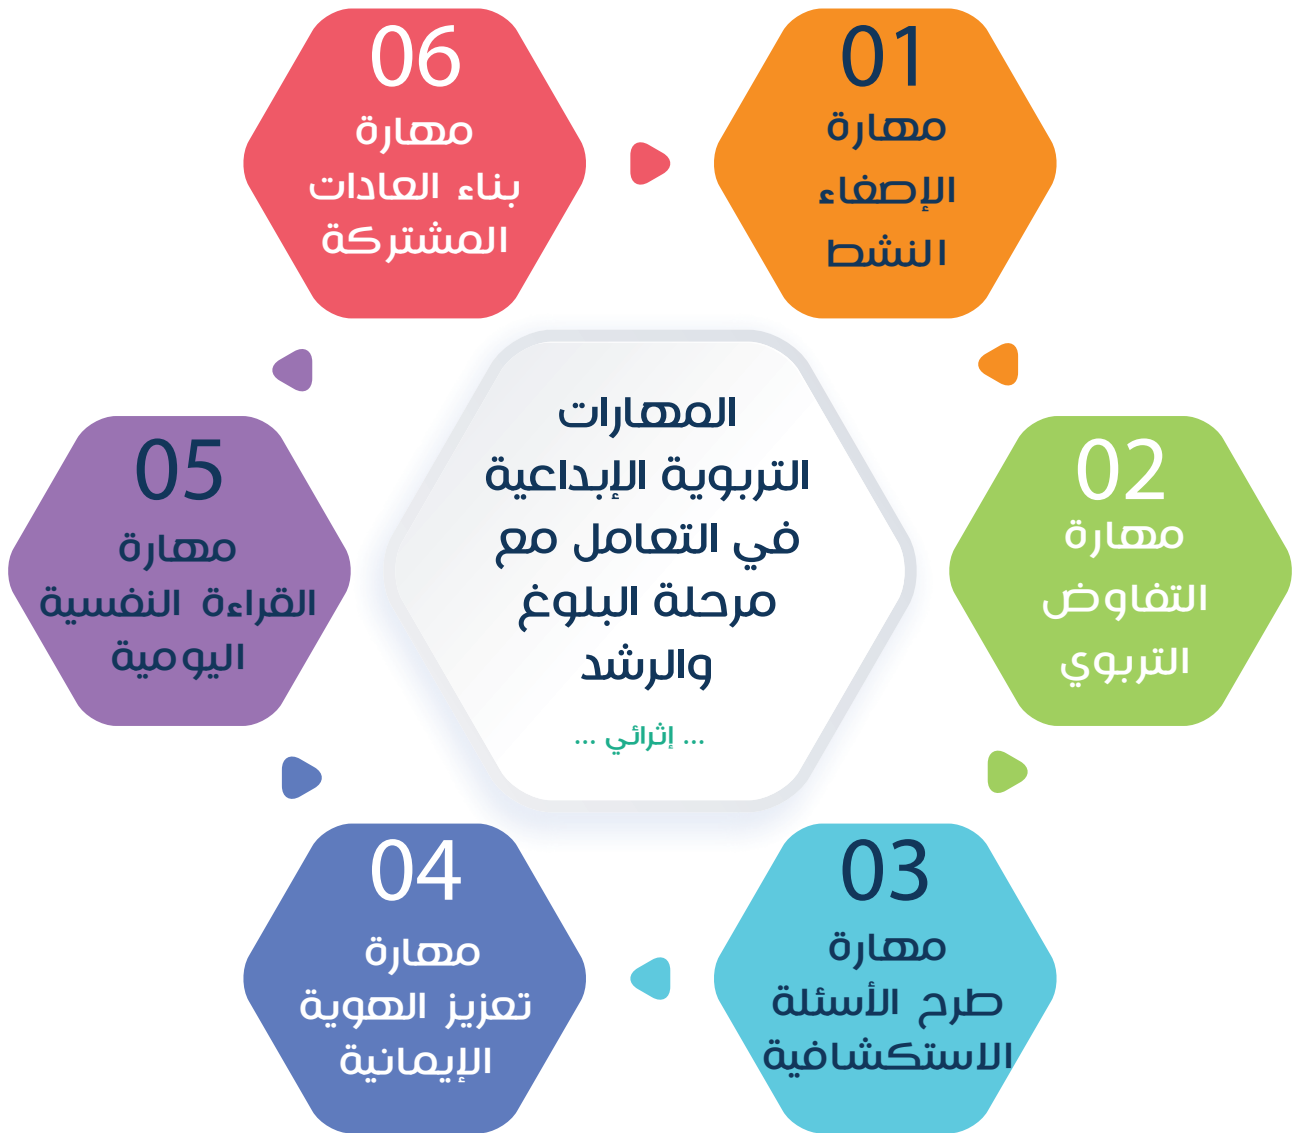 المهارات
التربوية الإبداعية
في التعامل مع
مرحلة البلوغ
والرشد
... إثرائي ...
01
مهارة
الإصغاء
النشط
02
مهارة
التفاوض
التربوي
03
مهارة
طرح الأسئلة
الاستكشافية
04
مهارة
تعزيز الهوية
الإيمانية
05
مهارة
القراءة النفسية
اليومية
06
مهارة
بناء العادات
المشتركة